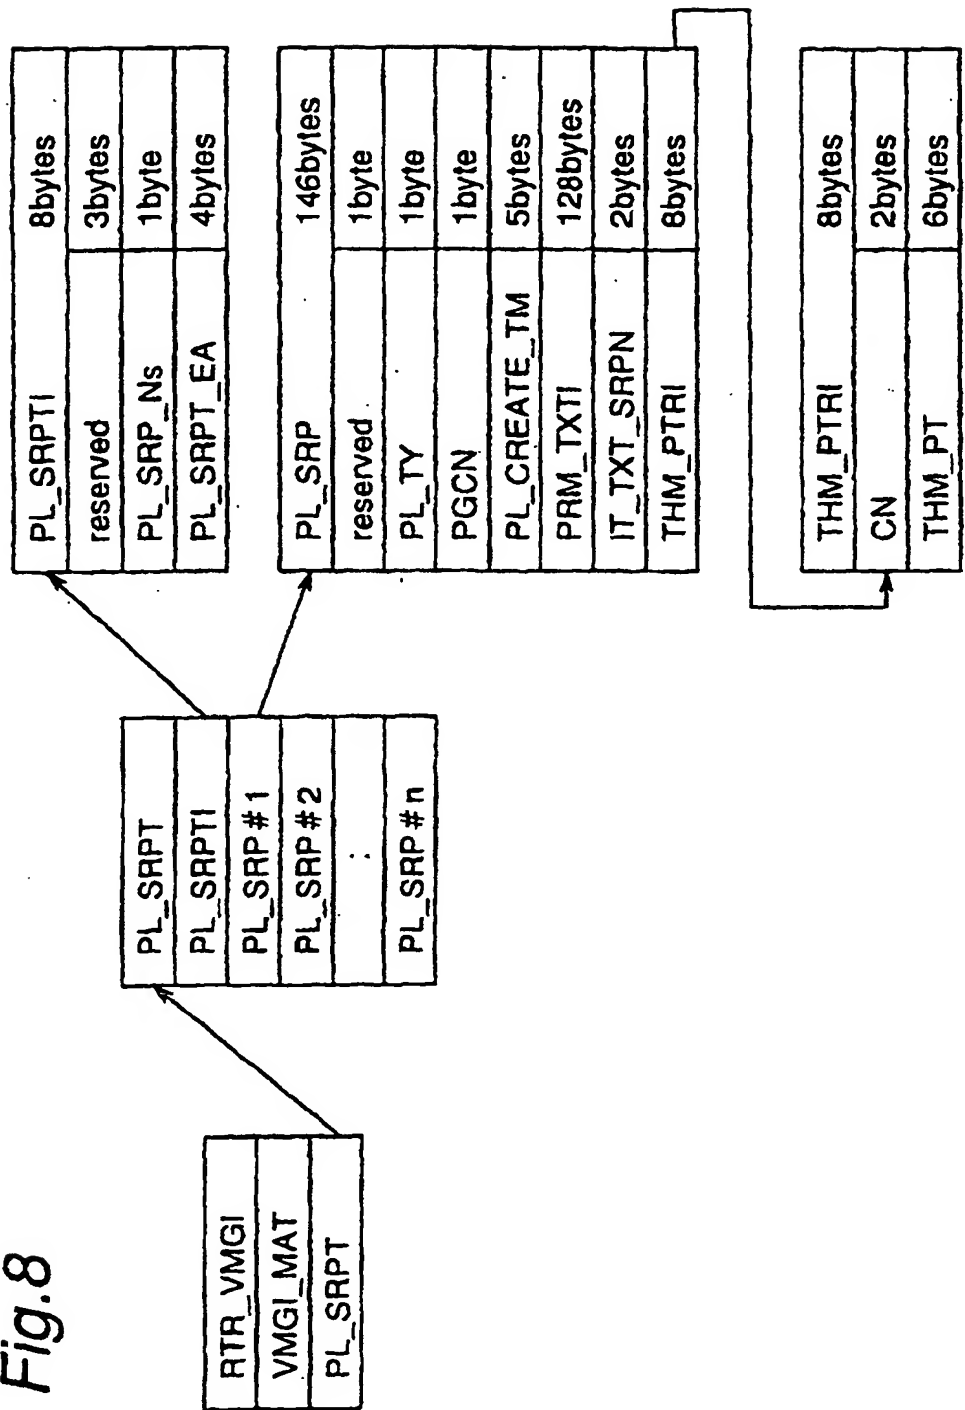 Fig.8
RTR_VMGI
VMGI_MAT
PL_SRPT
PL_SRPT
PL_SRPTI
PL_SRP#1
PL_SRP#2
:
PL_SRP#n
PL_SRPTI 8bytes
reserved 3bytes
PL_SRP_Ns 1byte
PL_SRPT_EA 4bytes
PL_SRP 146bytes
reserved 1byte
PL_TY 1byte
PGCN 1byte
PL_CREATE_TM 5bytes
PRM_TXTI 128bytes
IT_TXT_SRPN 2bytes
THM_PTRI 8bytes
THM_PTRI 8bytes
CN 2bytes
THM_PT 6bytes